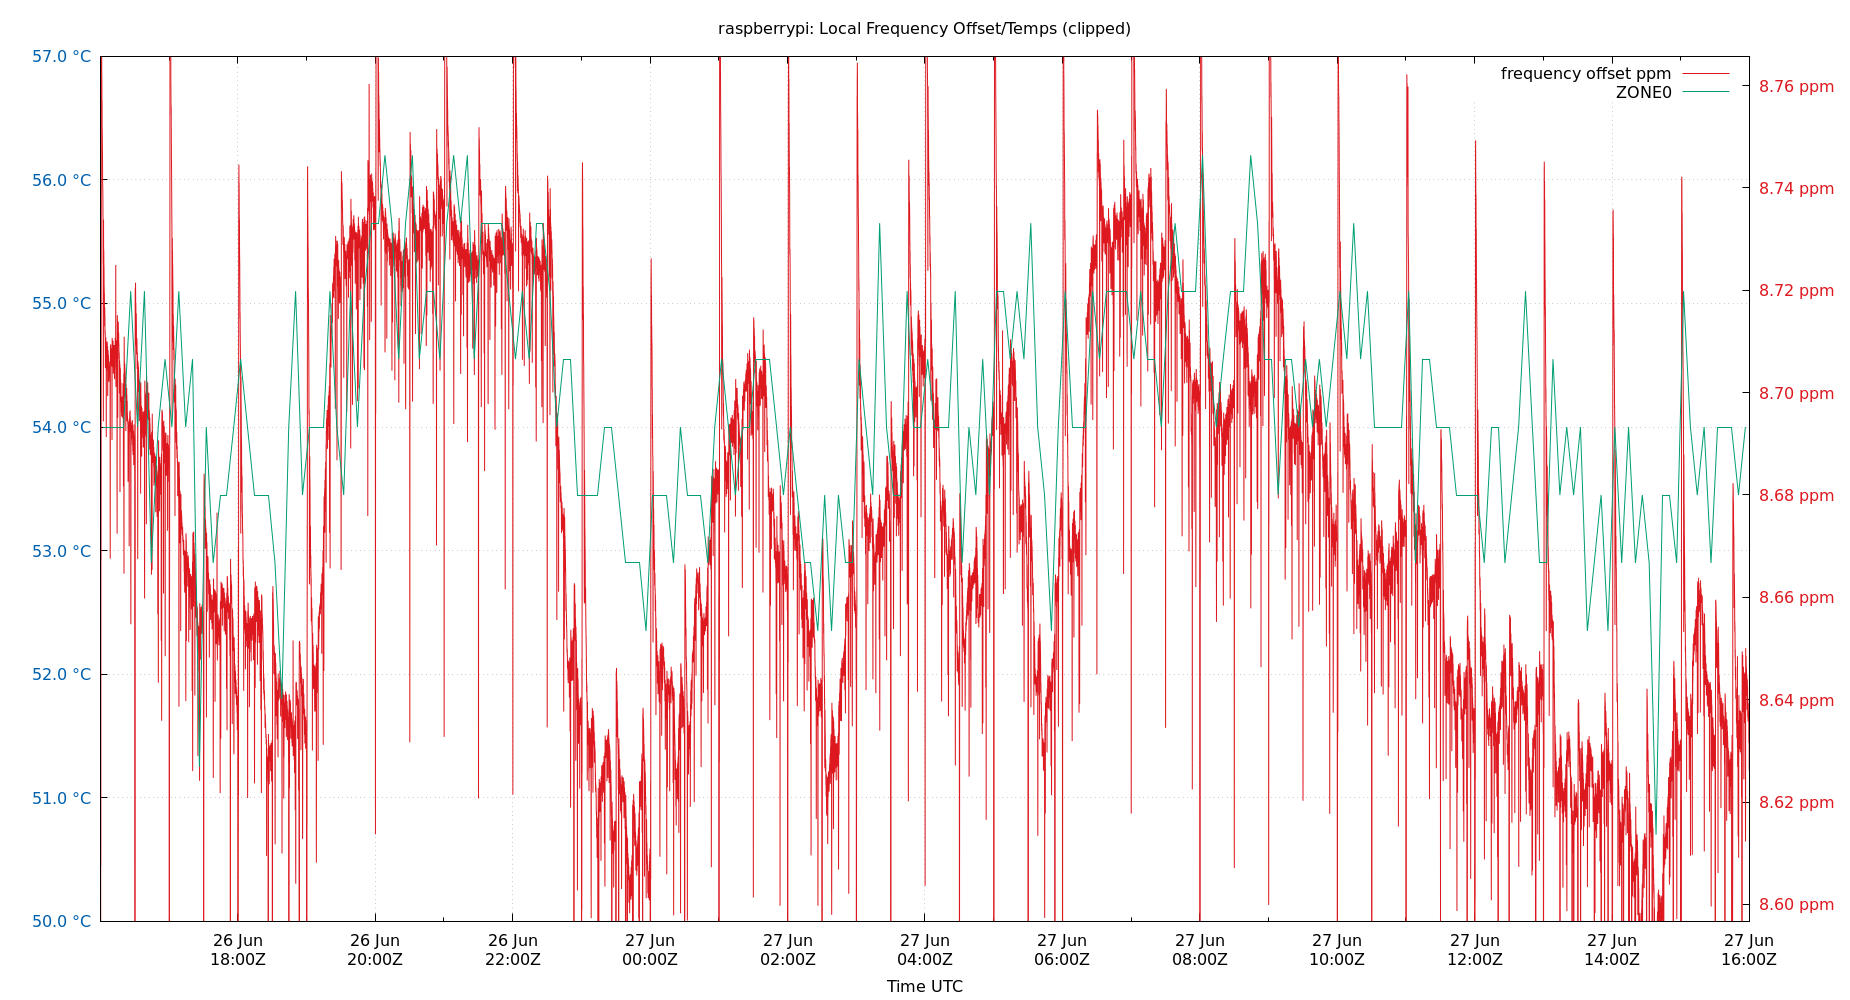 raspberrypi: Local Frequency Offset/Temps (clipped)
57.0 °C
56.0 °C
55.0 °C
54.0 °C
53.0 °C
52.0 °C
51.0 °C
50.0 °C
frequency offset ppm
ZONE0
8.76 ppm
8.74 ppm
8.72 ppm
8.70 ppm
8.68 ppm
8.66 ppm
8.64 ppm
8.62 ppm
8.60 ppm
26 Jun 26 Jun 26 Jun 27 Jun 27 Jun 27 Jun 27 Jun 27 Jun 27 Jun 27 Jun 27 Jun 27 Jun
18:00Z 20:00Z 22:00Z 00:00Z 02:00Z 04:00Z 06:00Z 08:00Z 10:00Z 12:00Z 14:00Z 16:00Z
Time UTC